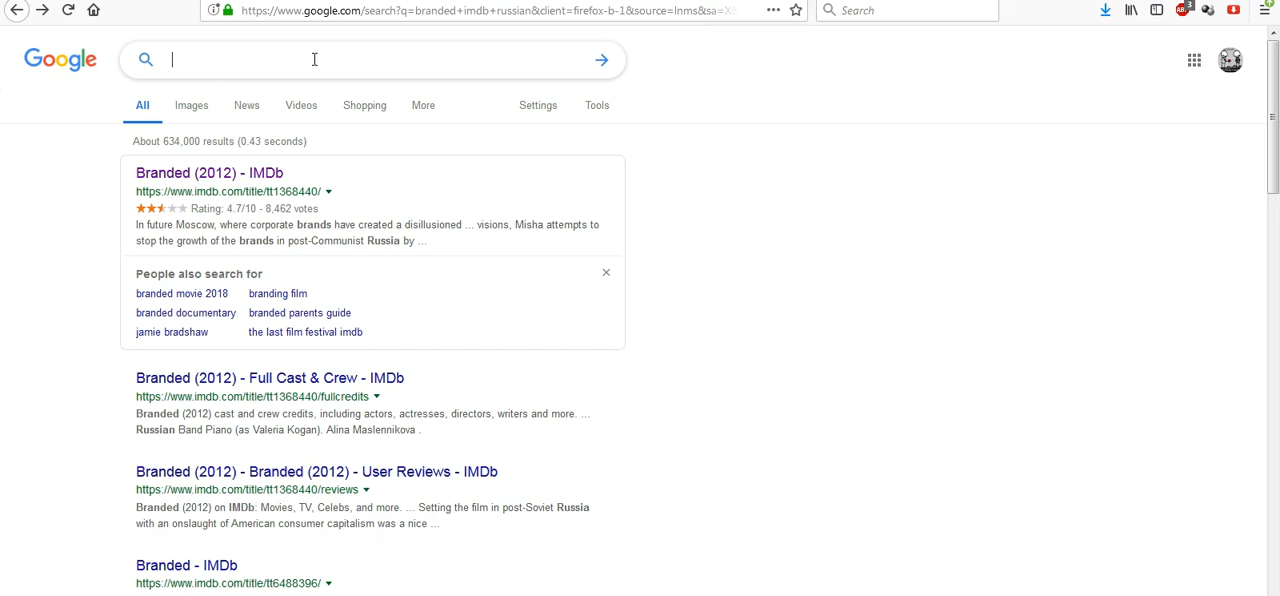 https://www.google.com/search?q=branded+imdb+russian&client=firefox-b-1&source=lnms&sa=X
Search
3
Google
All Images News Videos Shopping More Settings Tools
About 634,000 results (0.43 seconds)
Branded (2012) - IMDb
https://www.imdb.com/title/tt1368440/
Rating: 4.7/10 - 8,462 votes
In future Moscow, where corporate brands have created a disillusioned ... visions, Misha attempts to
stop the growth of the brands in post-Communist Russia by ...
People also search for
branded movie 2018 branding film
branded documentary branded parents guide
jamie bradshaw the last film festival imdb
Branded (2012) - Full Cast & Crew - IMDb
https://www.imdb.com/title/tt1368440/fullcredits
Branded (2012) cast and crew credits, including actors, actresses, directors, writers and more. ...
Russian Band Piano (as Valeria Kogan). Alina Maslennikova .
Branded (2012) - Branded (2012) - User Reviews - IMDb
https://www.imdb.com/title/tt1368440/reviews
Branded (2012) on IMDb: Movies, TV, Celebs, and more. ... Setting the film in post-Soviet Russia
with an onslaught of American consumer capitalism was a nice ...
Branded - IMDb
https://www.imdb.com/title/tt6488396/